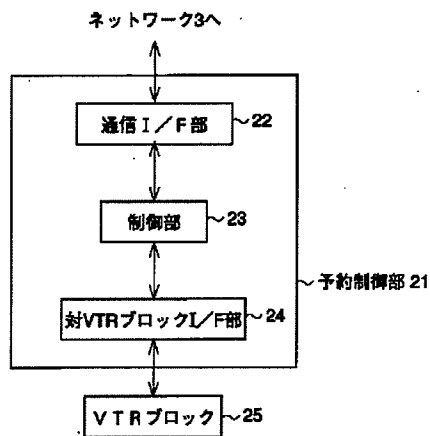 ネットワーク3へ
通信I/F部 ~22
制御部 ~23
予約制御部 21
対VTRブロックI/F部 ~24
VTRブロック ~25